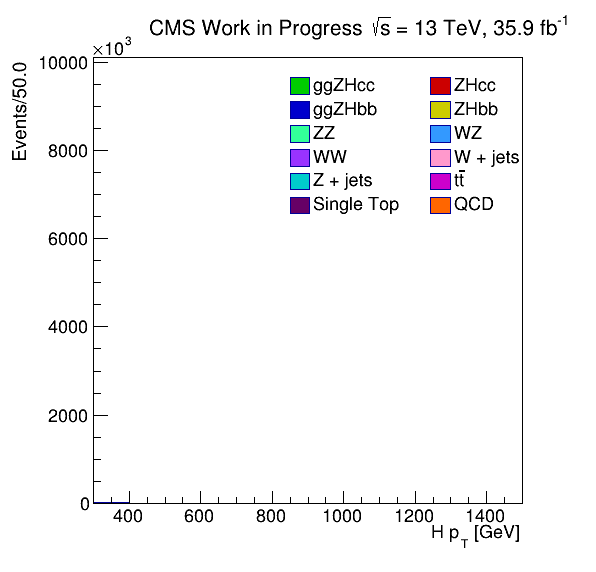 CMS Work in Progress √s = 13 TeV, 35.9 fb⁻¹
×10³
Events/50.0
10000
8000
6000
4000
2000
0
ggZHcc ZHcc
ggZHbb ZHbb
ZZ WZ
WW W + jets
Z + jets tt̄
Single Top QCD
400 600 800 1000 1200 1400
H p_T [GeV]